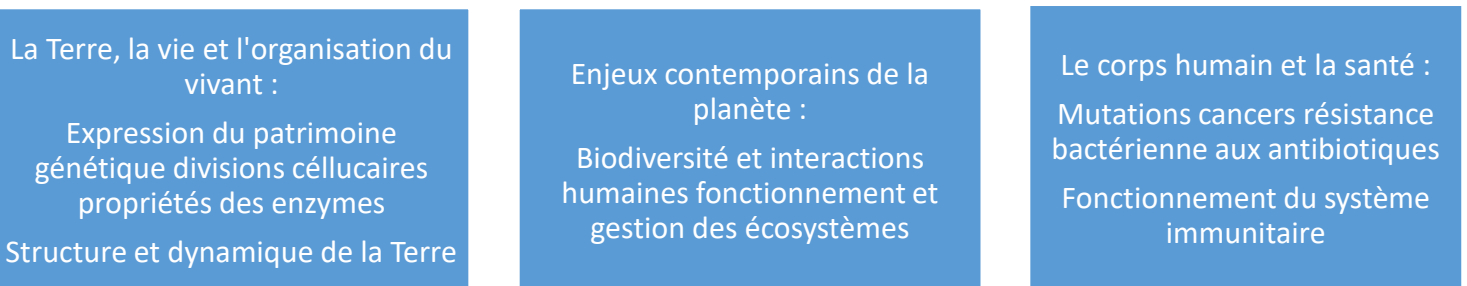 La Terre, la vie et l'organisation du
vivant :
Expression du patrimoine
génétique divisions céllucaires
propriétés des enzymes
Structure et dynamique de la Terre
Enjeux contemporains de la
planète :
Biodiversité et interactions
humaines fonctionnement et
gestion des écosystèmes
Le corps humain et la santé :
Mutations cancers résistance
bactérienne aux antibiotiques
Fonctionnement du système
immunitaire